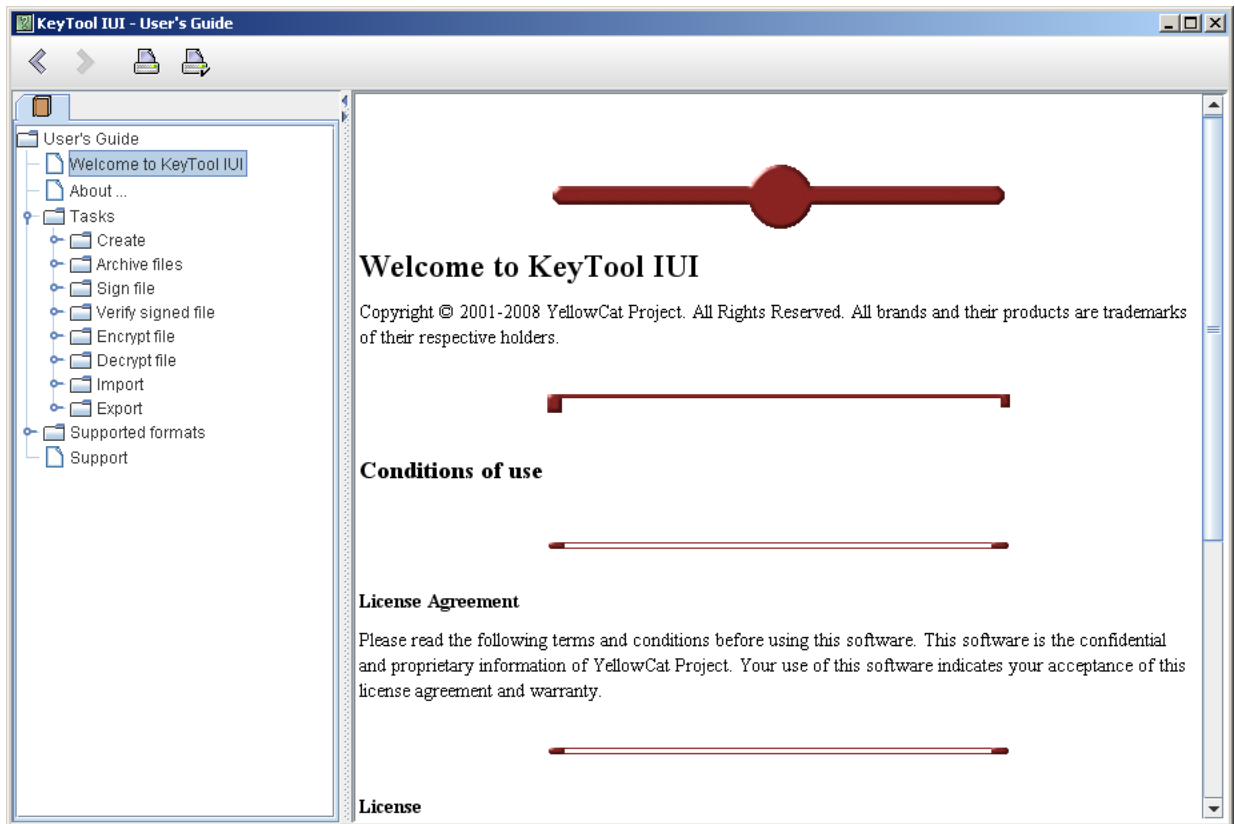 KeyTool IUI - User's Guide
User's Guide
Welcome to KeyTool IUI
About ...
Tasks
Create
Archive files
Sign file
Verify signed file
Encrypt file
Decrypt file
Import
Export
Supported formats
Support
Welcome to KeyTool IUI
Copyright © 2001-2008 YellowCat Project. All Rights Reserved. All brands and their products are trademarks
of their respective holders.
Conditions of use
License Agreement
Please read the following terms and conditions before using this software. This software is the confidential
and proprietary information of YellowCat Project. Your use of this software indicates your acceptance of this
license agreement and warranty.
License